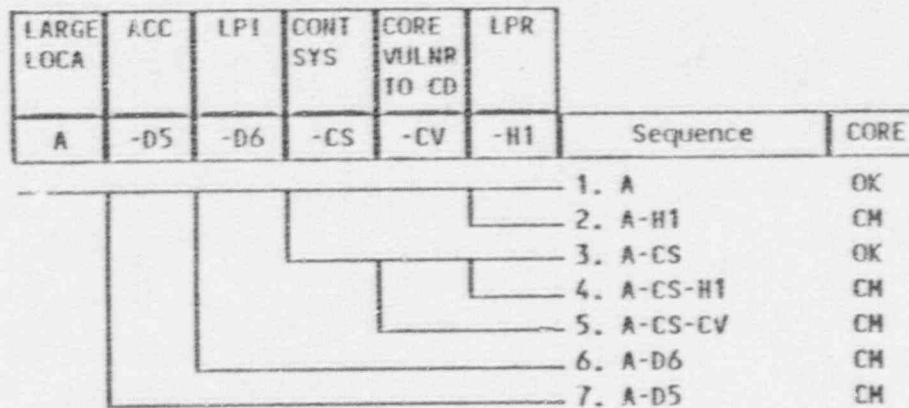 LARGE LOCA ACC LPI CONT SYS CORE VULNR TO CD LPR
A -D5 -D6 -CS -CV -H1 Sequence CORE
1. A OK
2. A-H1 CM
3. A-CS OK
4. A-CS-H1 CM
5. A-CS-CV CM
6. A-D6 CM
7. A-D5 CM